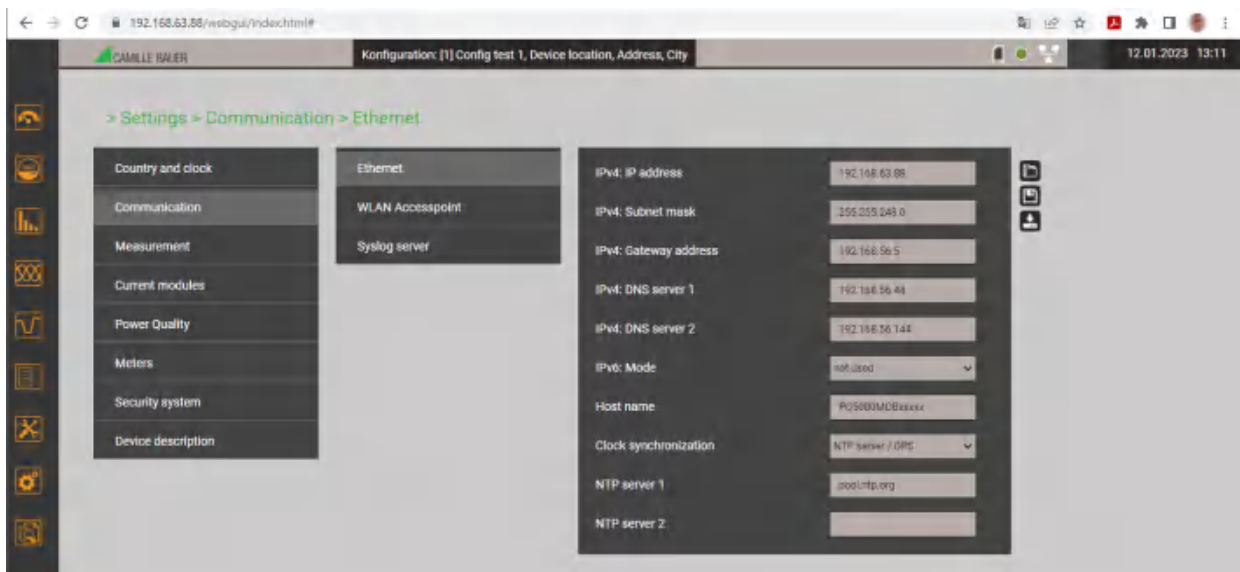 192.168.63.88/webgui/index.html#
CAMILLE BAUER
Konfiguration: [1] Config test 1, Device location, Address, City
12.01.2023 13:11
> Settings > Communication > Ethernet
Country and clock
Communication
Measurement
Current modules
Power Quality
Meters
Security system
Device description
Ethernet
WLAN Accesspoint
Syslog server
IPv4: IP address 192.168.63.88
IPv4: Subnet mask 255.255.248.0
IPv4: Gateway address 192.168.56.5
IPv4: DNS server 1 192.168.56.44
IPv4: DNS server 2 192.168.56.144
IPv6: Mode not used
Host name
Clock synchronization NTP server / GPS
NTP server 1 pool.ntp.org
NTP server 2